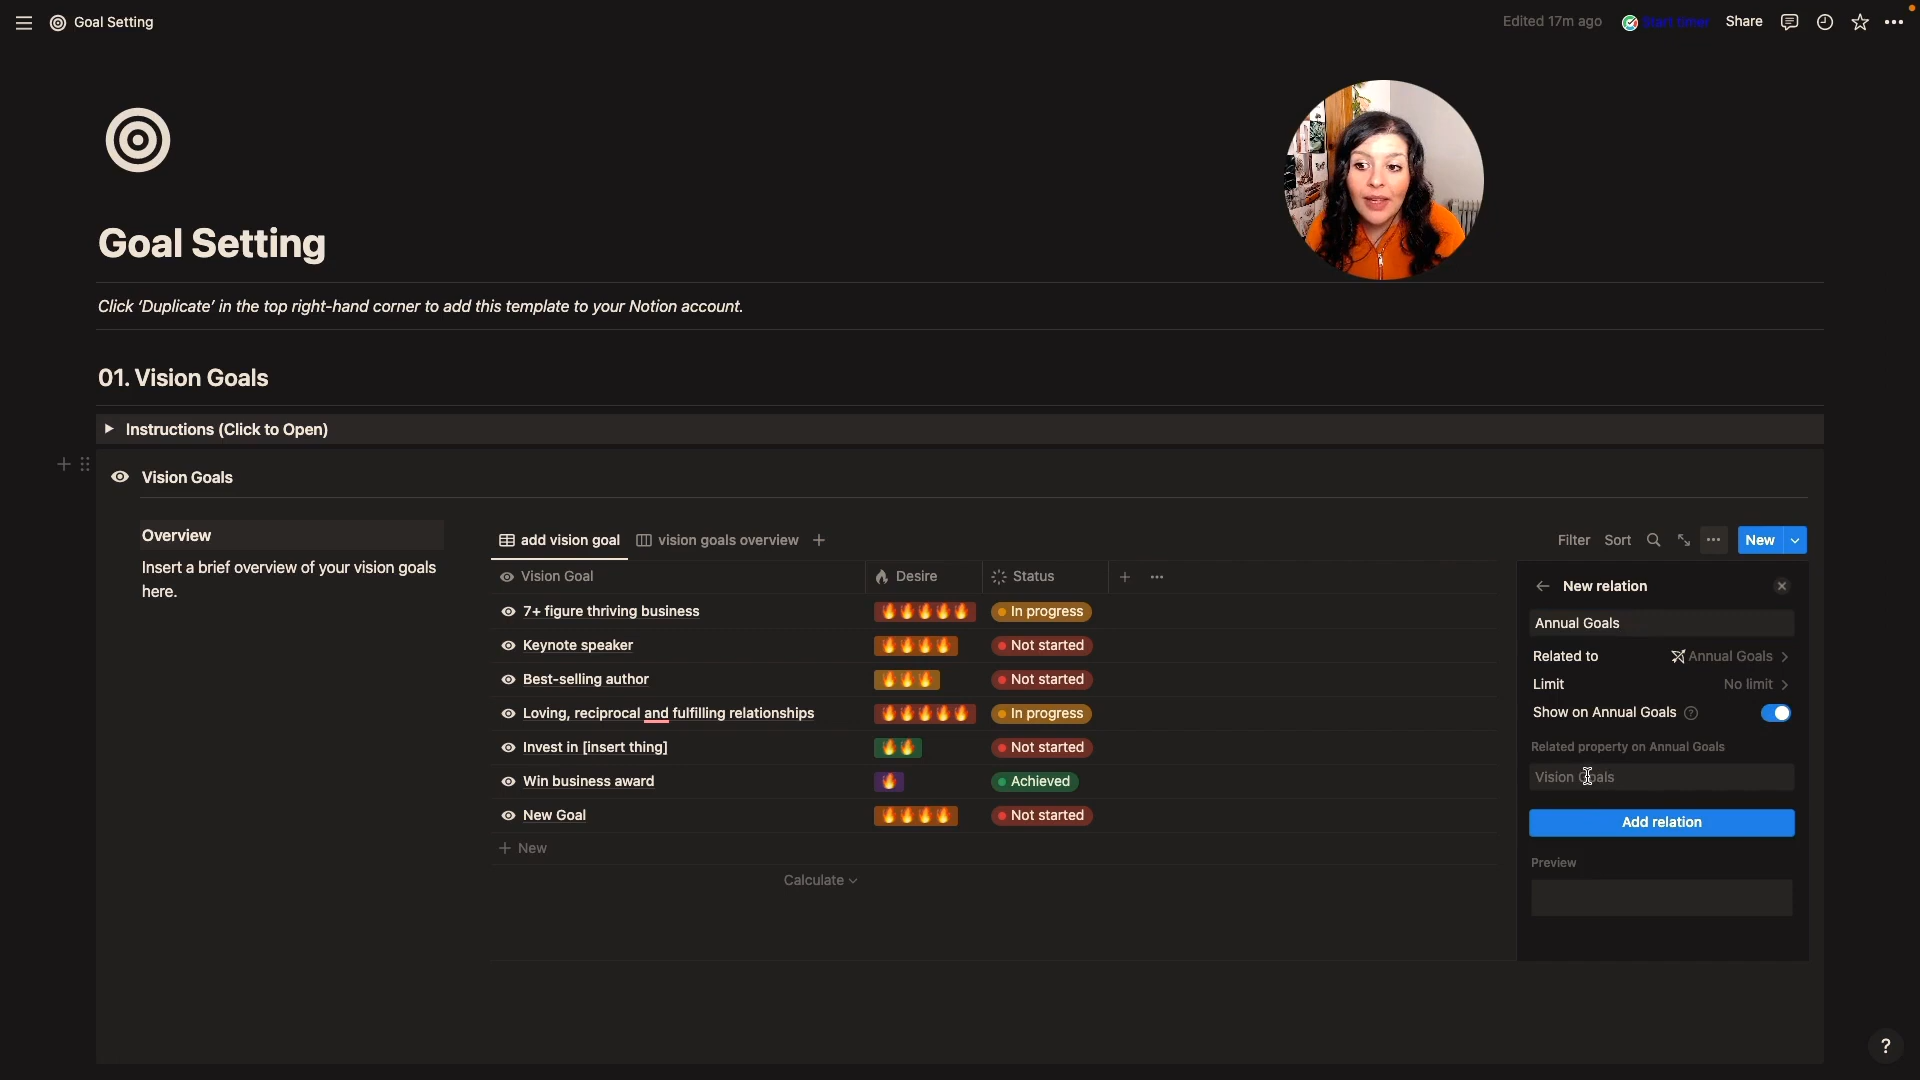 Goal Setting
Edited 17m ago
Start timer
Share
Goal Setting
Click ‘Duplicate’ in the top right-hand corner to add this template to your Notion account.
01. Vision Goals
Instructions (Click to Open)
Vision Goals
Overview
Insert a brief overview of your vision goals
here.
add vision goal
vision goals overview
Filter
Sort
New
Vision Goal
Desire
Status
7+ figure thriving business
In progress
Keynote speaker
Not started
Best-selling author
Not started
Loving, reciprocal and fulfilling relationships
In progress
Invest in [insert thing]
Not started
Win business award
Achieved
New Goal
Not started
New
Calculate
New relation
Annual Goals
Related to
Annual Goals
Limit
No limit
Show on Annual Goals
Related property on Annual Goals
Vision Goals
Add relation
Preview
?